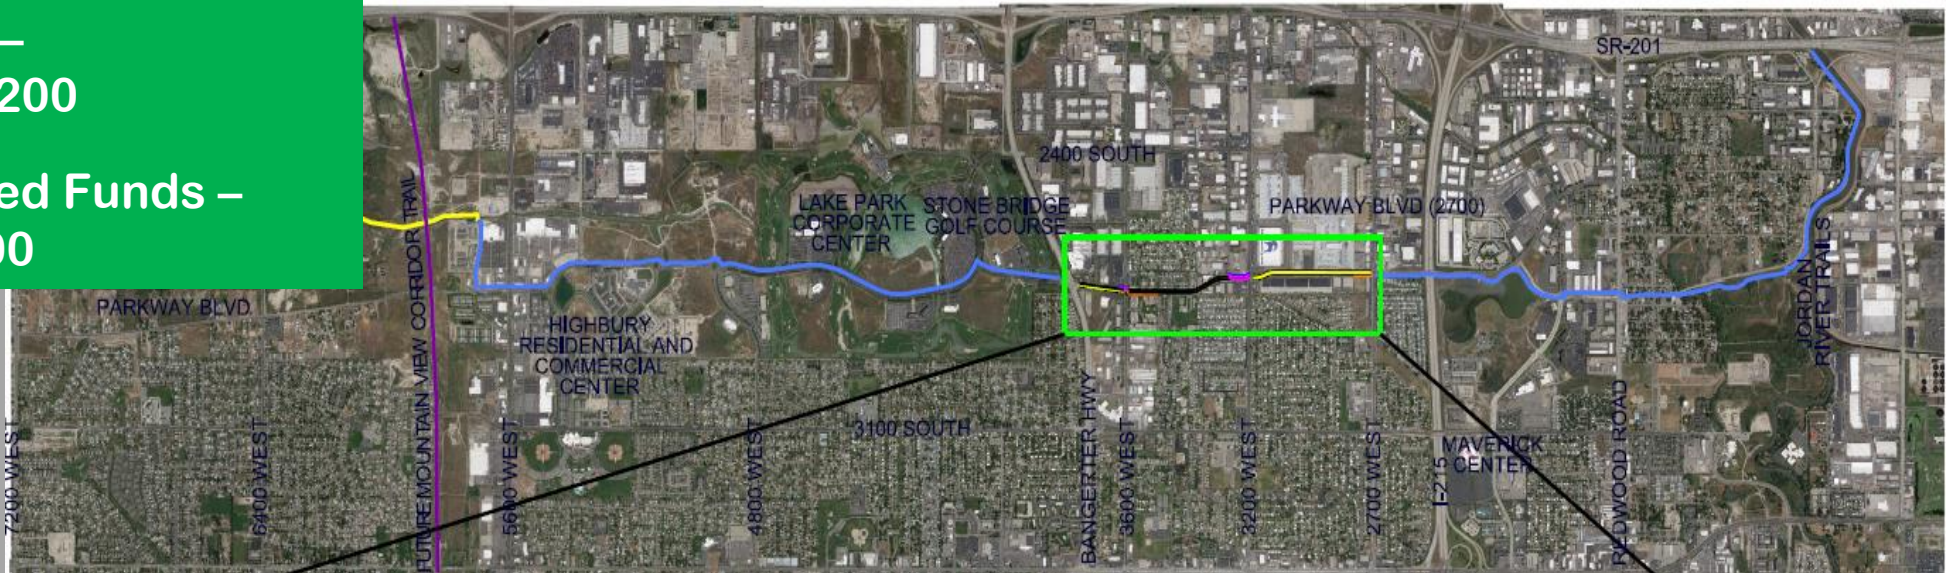 –
200
ed Funds –
00
SR-201
2400 SOUTH
LAKE PARK
CORPORATE
CENTER
STONE BRIDGE
GOLF COURSE
PARKWAY BLVD (2700)
PARKWAY BLVD
FUTURE MOUNTAIN VIEW CORRIDOR TRAIL
HIGHBURY
RESIDENTIAL AND
COMMERCIAL
CENTER
JORDAN
RIVER TRAILS
3100 SOUTH
MAVERICK
CENTER
7200 WEST
6400 WEST
5600 WEST
4800 WEST
BANGERTER HWY
3600 WEST
3200 WEST
2700 WEST
I-215
REDWOOD ROAD